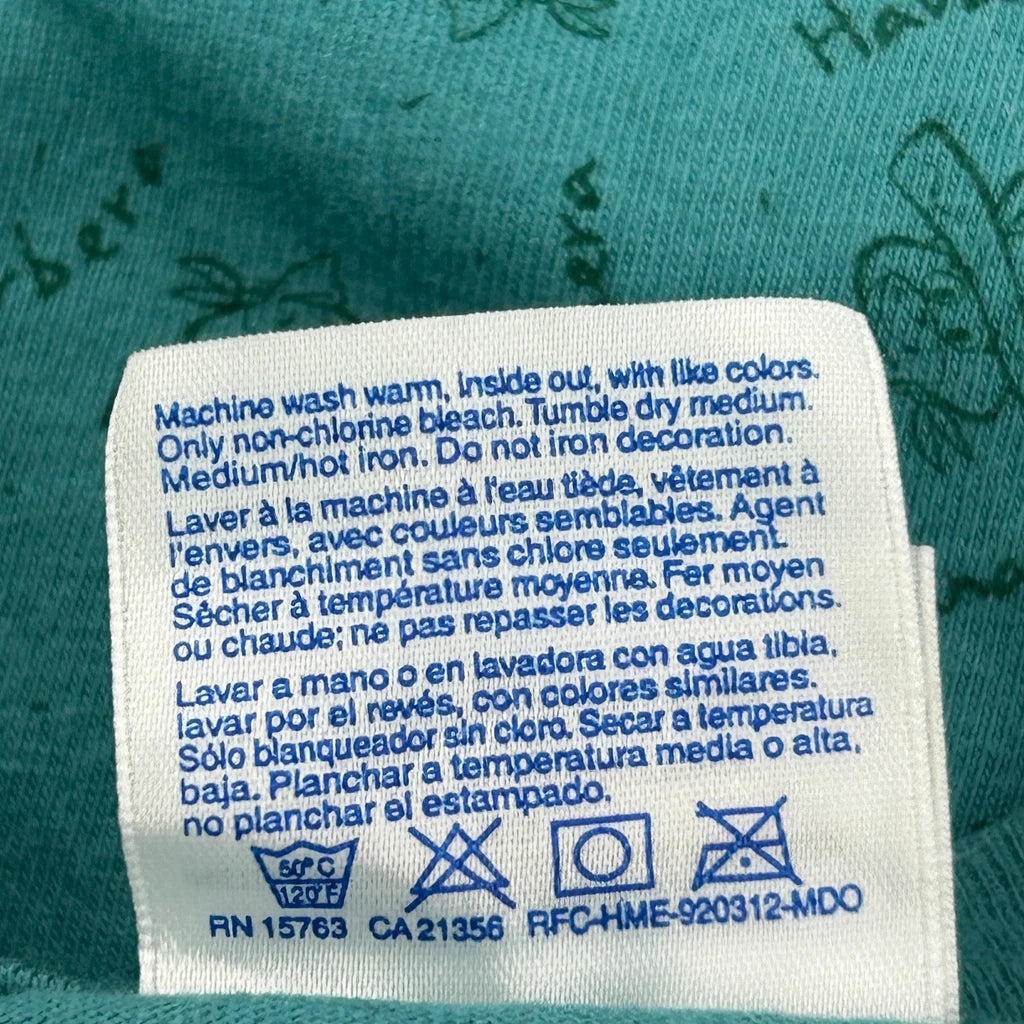 Hav
bera
era
Machine wash warm, inside out, with like colors.
Only non-chlorine bleach. Tumble dry medium.
Medium/hot iron. Do not iron decoration.
Laver à la machine à l'eau tiède, vêtement à
l'envers, avec couleurs semblables. Agent
de blanchiment sans chlore seulement.
Sécher à température moyenne. Fer moyen
ou chaude; ne pas repasser les decorations.
Lavar a mano o en lavadora con agua tibia,
lavar por el revés, con colores similares.
Sólo blanqueador sin cloro. Secar a temperatura
baja. Planchar a temperatura media o alta,
no planchar el estampado.
50°C
120°F
RN 15763 CA 21356 RFC-HME-920312-MDO